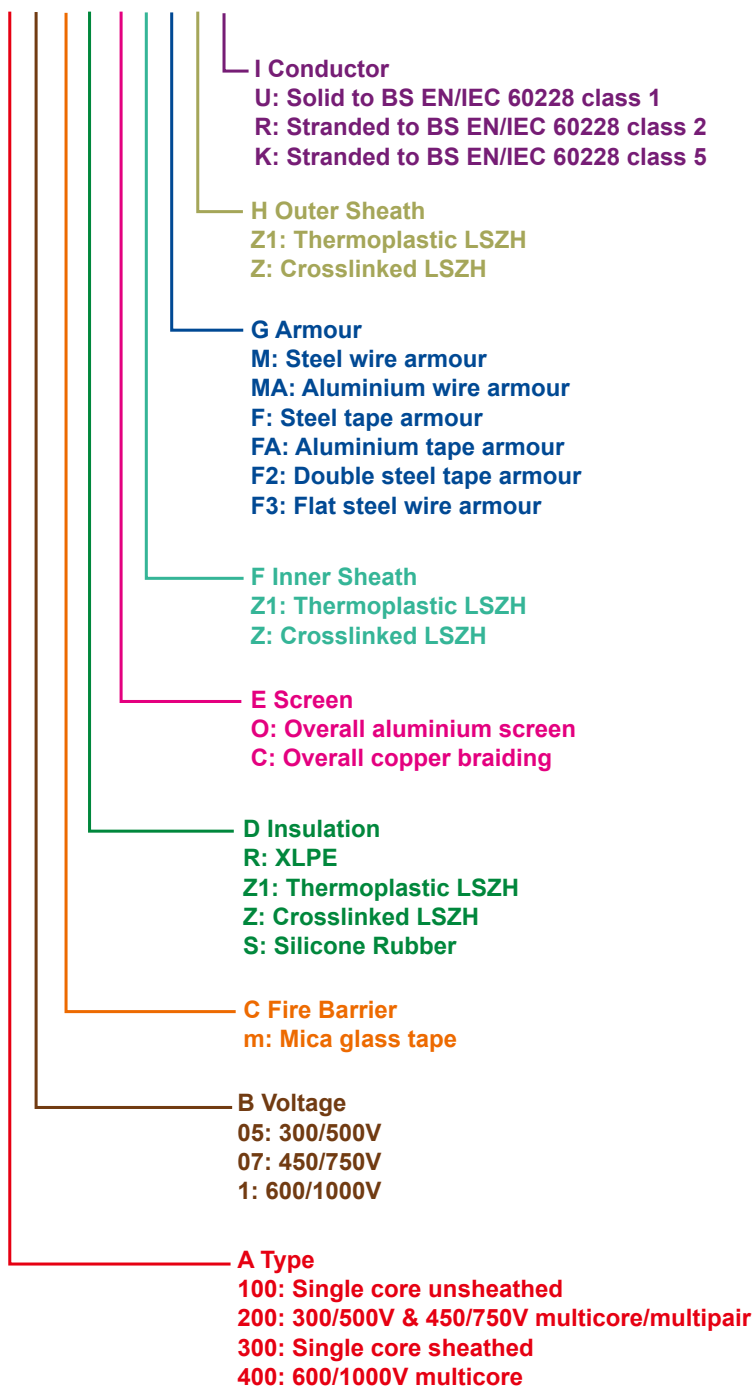 I Conductor
U: Solid to BS EN/IEC 60228 class 1
R: Stranded to BS EN/IEC 60228 class 2
K: Stranded to BS EN/IEC 60228 class 5
H Outer Sheath
Z1: Thermoplastic LSZH
Z: Crosslinked LSZH
G Armour
M: Steel wire armour
MA: Aluminium wire armour
F: Steel tape armour
FA: Aluminium tape armour
F2: Double steel tape armour
F3: Flat steel wire armour
F Inner Sheath
Z1: Thermoplastic LSZH
Z: Crosslinked LSZH
E Screen
O: Overall aluminium screen
C: Overall copper braiding
D Insulation
R: XLPE
Z1: Thermoplastic LSZH
Z: Crosslinked LSZH
S: Silicone Rubber
C Fire Barrier
m: Mica glass tape
B Voltage
05: 300/500V
07: 450/750V
1: 600/1000V
A Type
100: Single core unsheathed
200: 300/500V & 450/750V multicore/multipair
300: Single core sheathed
400: 600/1000V multicore